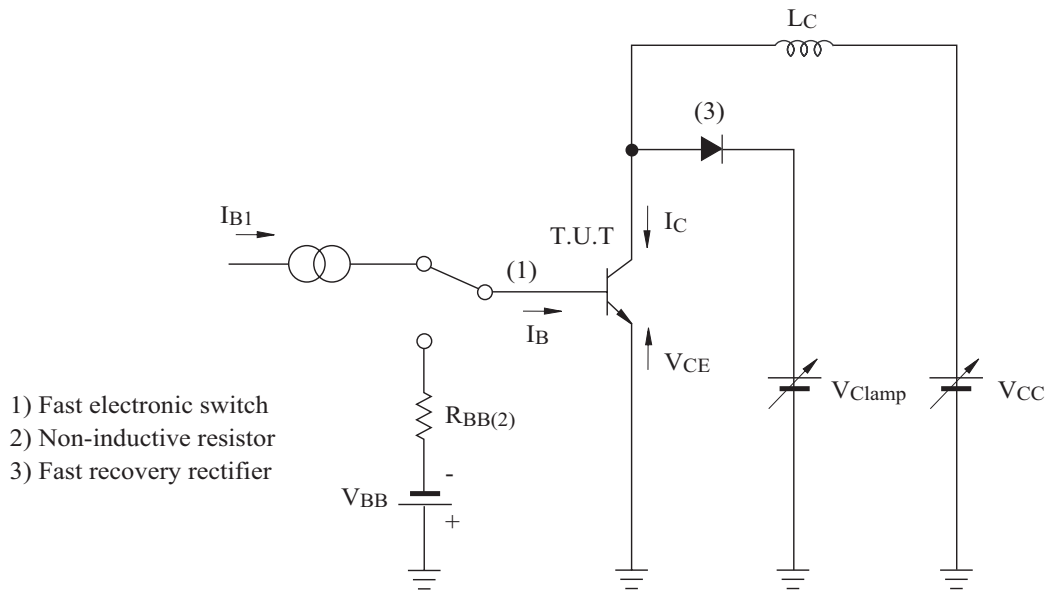 LC
(3)
IB1
IC
T.U.T
(1)
IB
VCE
VClamp
VCC
1) Fast electronic switch
2) Non-inductive resistor
3) Fast recovery rectifier
RBB(2)
-
VBB
+